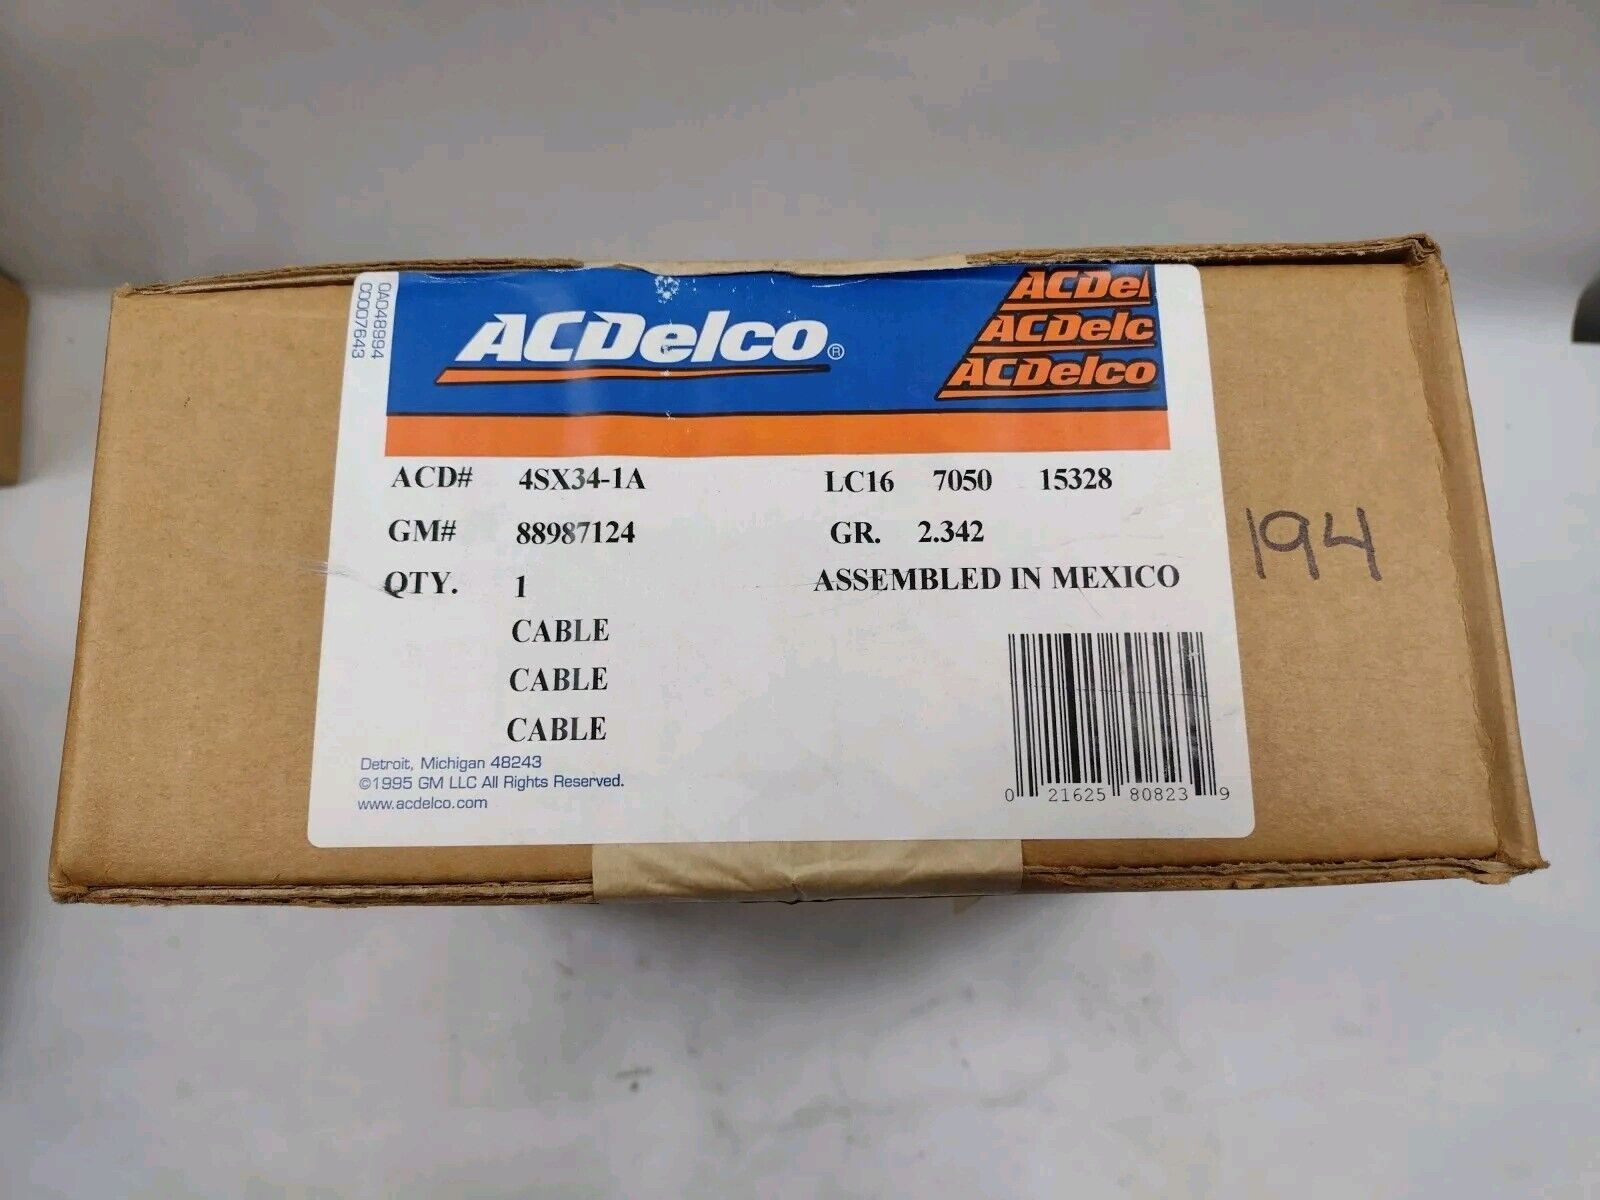 0A048994
00007643
ACDelco®
ACDel
ACDelc
ACDelco
ACD# 4SX34-1A
LC16 7050 15328
GM# 88987124
GR. 2.342
QTY. 1
ASSEMBLED IN MEXICO
CABLE
CABLE
CABLE
194
Detroit, Michigan 48243
©1995 GM LLC All Rights Reserved.
www.acdelco.com
0 21625 80823 9